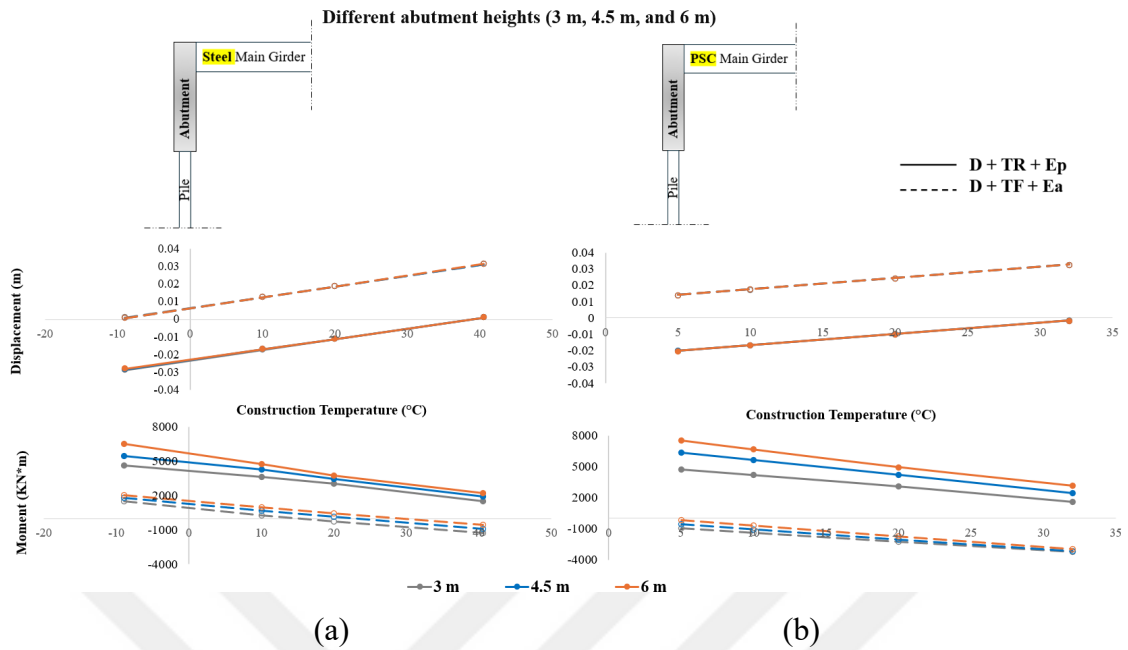 Different abutment heights (3 m, 4.5 m, and 6 m)
Steel Main Girder
Abutment
Pile
PSC Main Girder
Abutment
Pile
D + TR + Ep
D + TF + Ea
Displacement (m)
0.04
0.03
0.02
0.01
0
-0.01
-0.02
-0.03
-0.04
-20 -10 0 10 20 30 40 50
Construction Temperature (°C)
0.04
0.03
0.02
0.01
0
-0.01
-0.02
-0.03
-0.04
0 5 10 15 20 25 30 35
Construction Temperature (°C)
Moment (KN*m)
8000
5000
2000
-1000
-4000
-20 -10 0 10 20 30 40 50
8000
5000
2000
-1000
-4000
0 5 10 15 20 25 30 35
3 m 4.5 m 6 m
(a) (b)